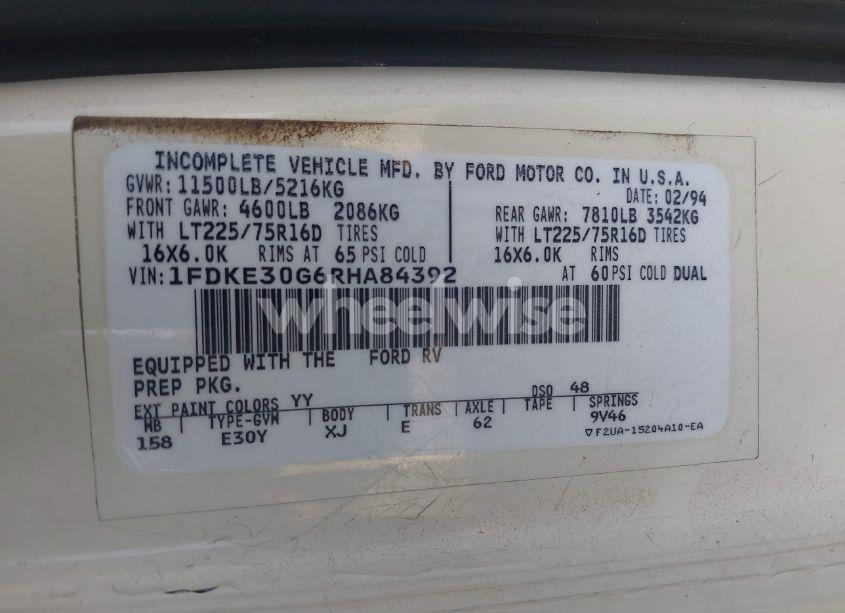 INCOMPLETE VEHICLE MFD. BY FORD MOTOR CO. IN U.S.A.
GVWR: 11500LB/5216KG
DATE: 02/94
FRONT GAWR: 4600LB 2086KG
REAR GAWR: 7810LB 3542KG
WITH LT225/75R16D TIRES
WITH LT225/75R16D TIRES
16X6.0K RIMS AT 65 PSI COLD
16X6.0K RIMS
VIN: 1FDKE30G6RHA84392
AT 60 PSI COLD DUAL
wheelwise
EQUIPPED WITH THE FORD RV
PREP PKG.
EXT PAINT COLORS YY
DSO 48
WB TYPE-GVW BODY TRANS AXLE TAPE SPRINGS
158 E30Y XJ E 62 9V46
F2UA-15204A10-EA